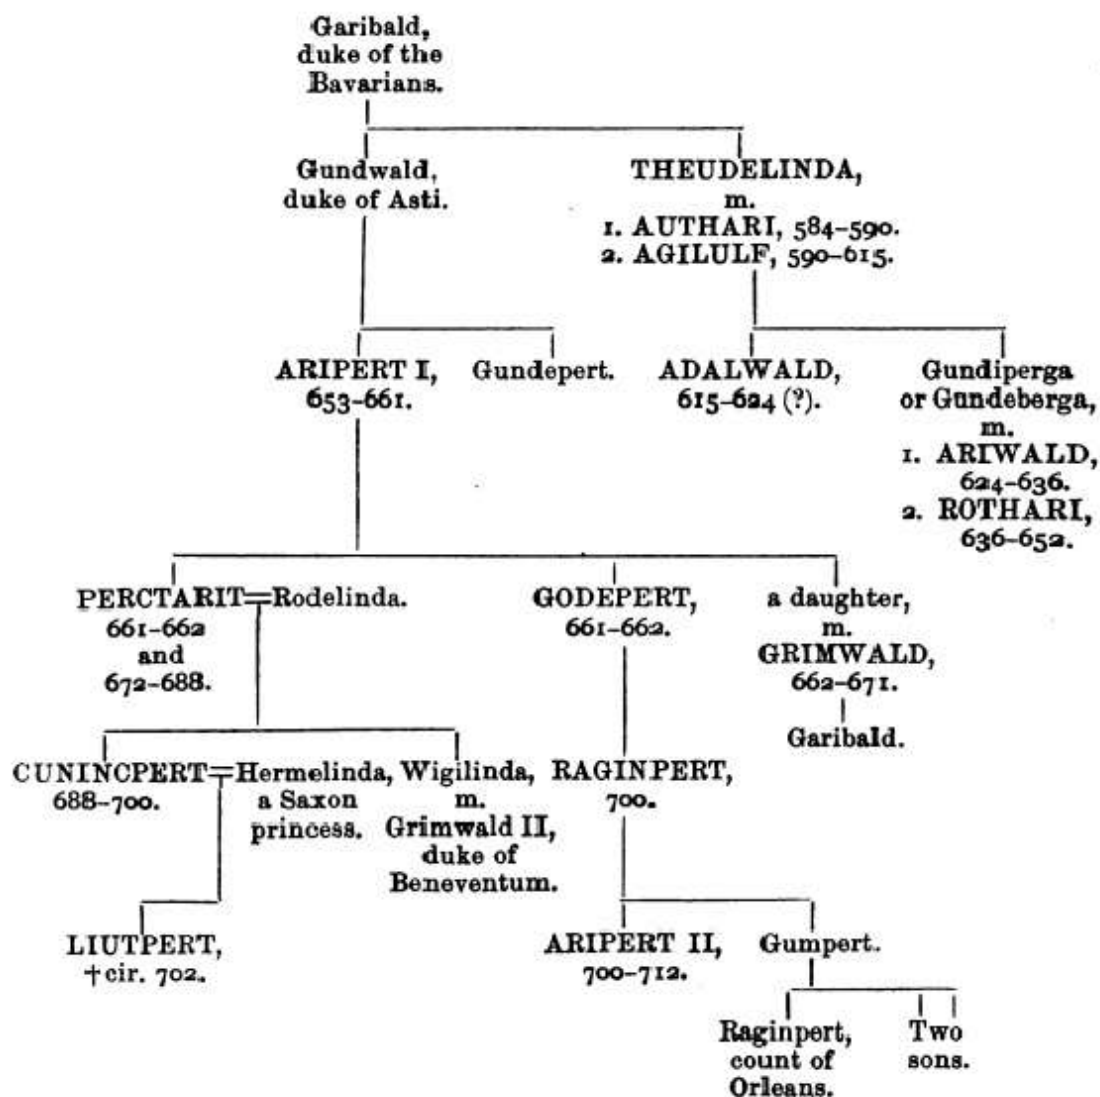 Garibald,
duke of the
Bavarians.
Gundwald,
duke of Asti.
THEUDELINDA,
m.
1. AUTHARI, 584–590.
2. AGILULF, 590–615.
ARIPERT I,
653–661.
Gundepert.
ADALWALD,
615–624 (?).
Gundiperga
or Gundeberga,
m.
1. ARIWALD,
624–636.
2. ROTHARI,
636–652.
PERCTARIT=Rodelinda.
661–662
and
672–688.
GODEPERT,
661–662.
a daughter,
m.
GRIMWALD,
662–671.
Garibald.
CUNINCPERT=Hermelinda,
688–700.
a Saxon
princess.
Wigilinda,
m.
Grimwald II,
duke of
Beneventum.
RAGINPERT,
700.
LIUTPERT,
†cir. 702.
ARIPERT II,
700–712.
Gumpert.
Raginpert,
count of
Orleans.
Two
sons.